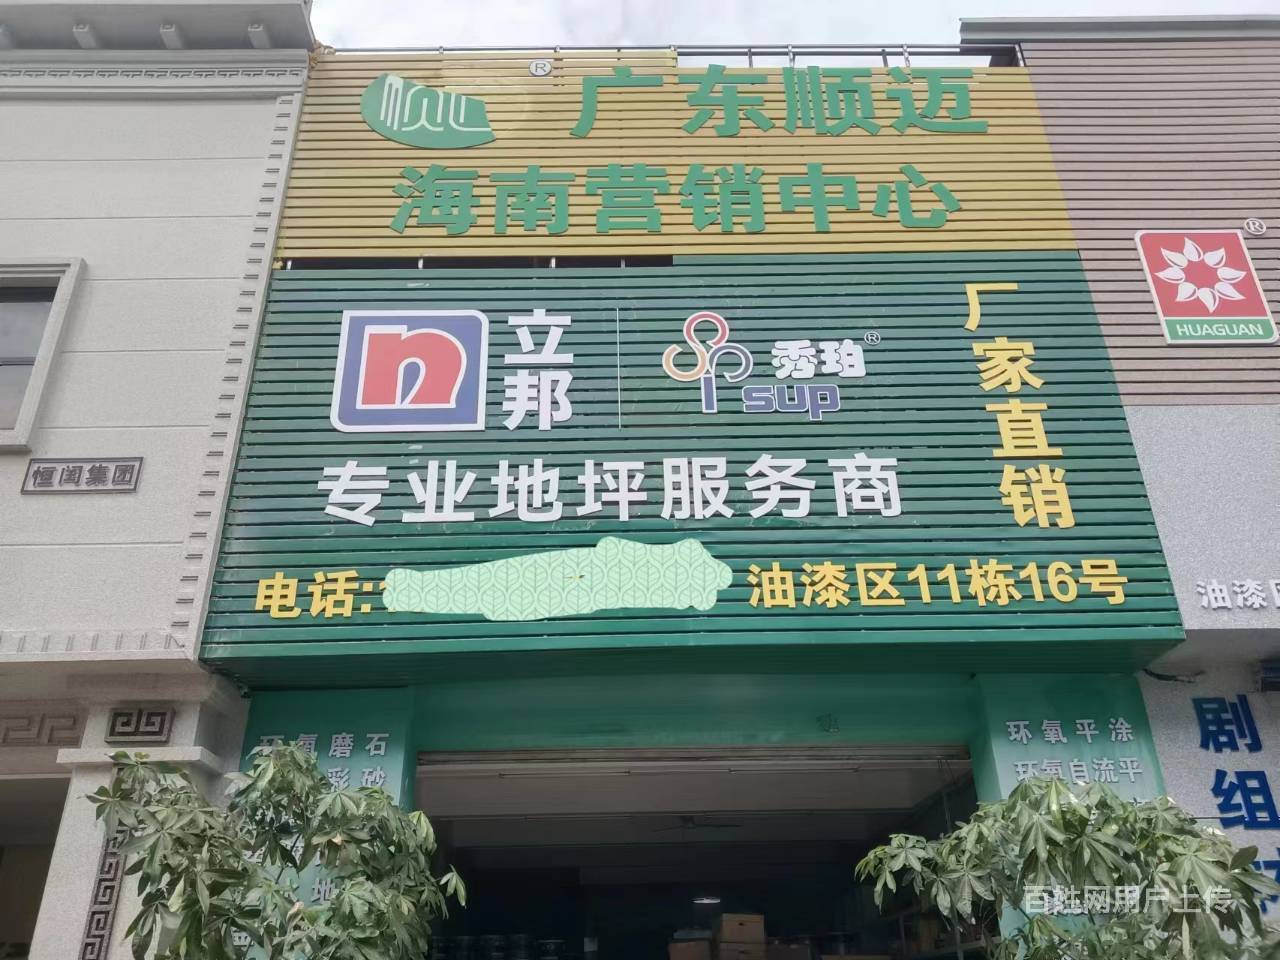 ®
广东顺迈
海南营销中心
立邦
秀珀®
sup
厂家直销
专业地坪服务商
电话:
油漆区11栋16号
®
HUAGUAN
恒闰集团
油漆
剧组
环氧磨石
彩砂
地
环氧平涂
环氧自流平
百姓网用户上传